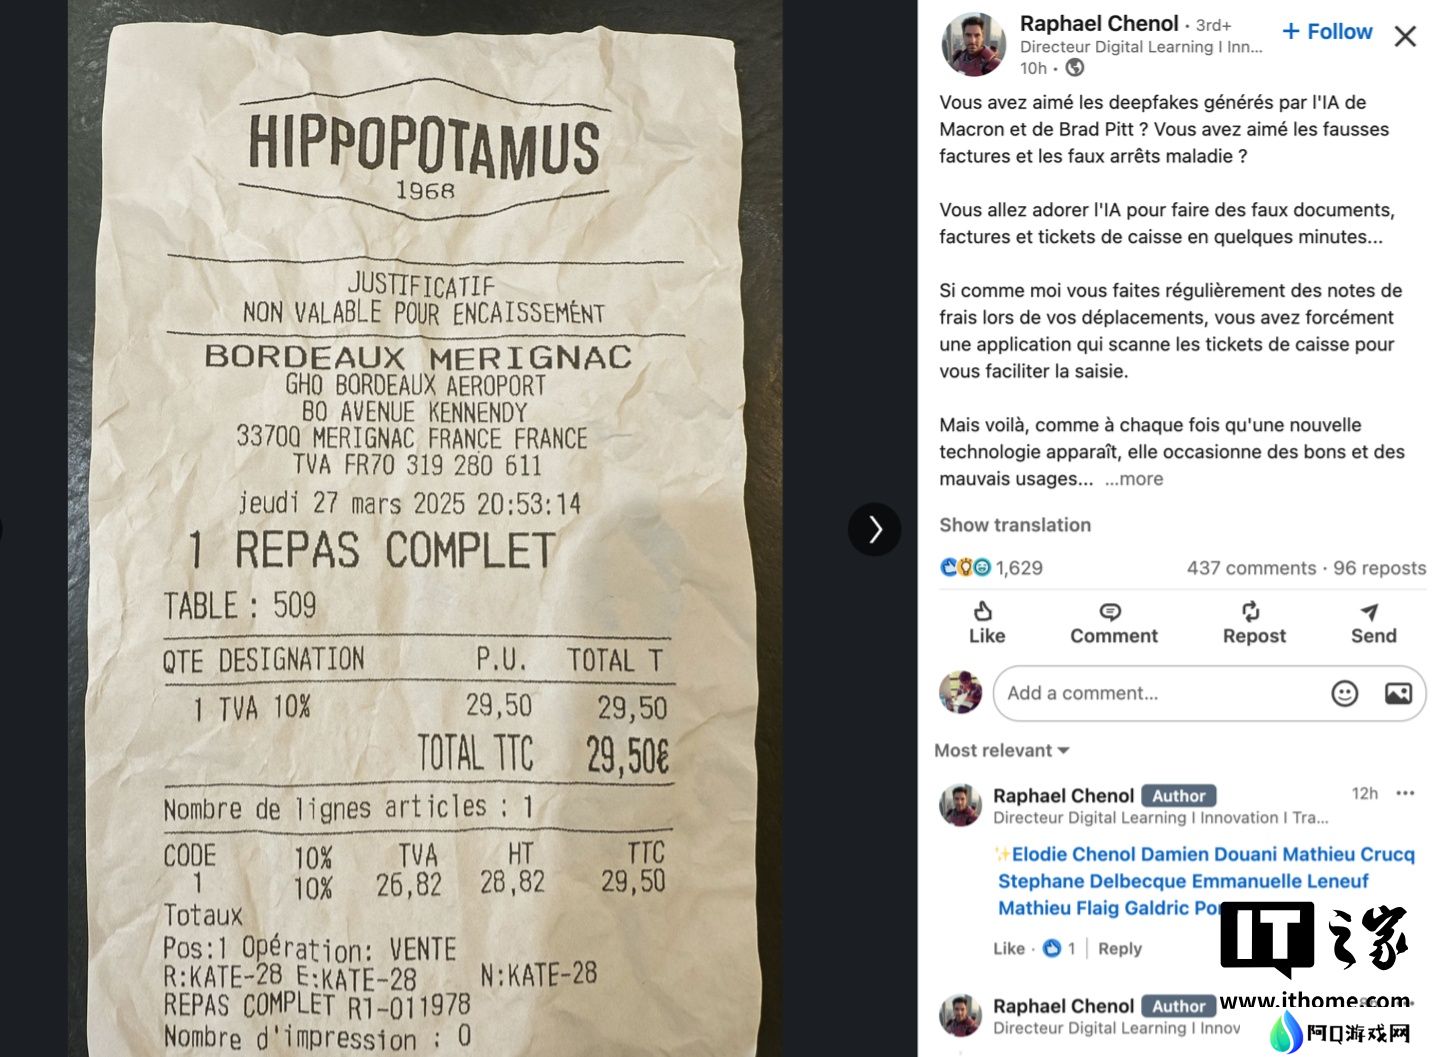 HIPPOPOTAMUS
1968
JUSTIFICATIF
NON VALABLE POUR ENCAISSEMÉNT
BORDEAUX MERIGNAC
GHO BORDEAUX AEROPORT
BO AVENUE KENNENDY
33700 MERIGNAC FRANCE FRANCE
TVA FR70 319 280 611
jeudi 27 mars 2025 20:53:14
1 REPAS COMPLET
TABLE : 509
QTE DESIGNATION P.U. TOTAL T
1 TVA 10% 29,50 29,50
TOTAL TTC 29,50€
Nombre de lignes articles : 1
CODE 10% TVA HT TTC
1 10% 26,82 28,82 29,50
Totaux
Pos:1 Opération: VENTE
R:KATE-28 E:KATE-28 N:KATE-28
REPAS COMPLET R1-011978
Nombre d'impression : 0
Raphael Chenol · 3rd+
+ Follow
Directeur Digital Learning I Inn...
10h ·
Vous avez aimé les deepfakes générés par l'IA de
Macron et de Brad Pitt ? Vous avez aimé les fausses
factures et les faux arrêts maladie ?
Vous allez adorer l'IA pour faire des faux documents,
factures et tickets de caisse en quelques minutes...
Si comme moi vous faites régulièrement des notes de
frais lors de vos déplacements, vous avez forcément
une application qui scanne les tickets de caisse pour
vous faciliter la saisie.
Mais voilà, comme à chaque fois qu'une nouvelle
technologie apparaît, elle occasionne des bons et des
mauvais usages... ...more
Show translation
1,629 437 comments · 96 reposts
Like Comment Repost Send
Add a comment...
Most relevant
Raphael Chenol Author 12h
Directeur Digital Learning I Innovation I Tra...
✨Elodie Chenol Damien Douani Mathieu Crucq
Stephane Delbecque Emmanuelle Leneuf
Mathieu Flaig Galdric
Like · 1 | Reply
Raphael Chenol Author
Directeur Digital Learning I
IT之家
www.ithome.com
阿Q游戏网